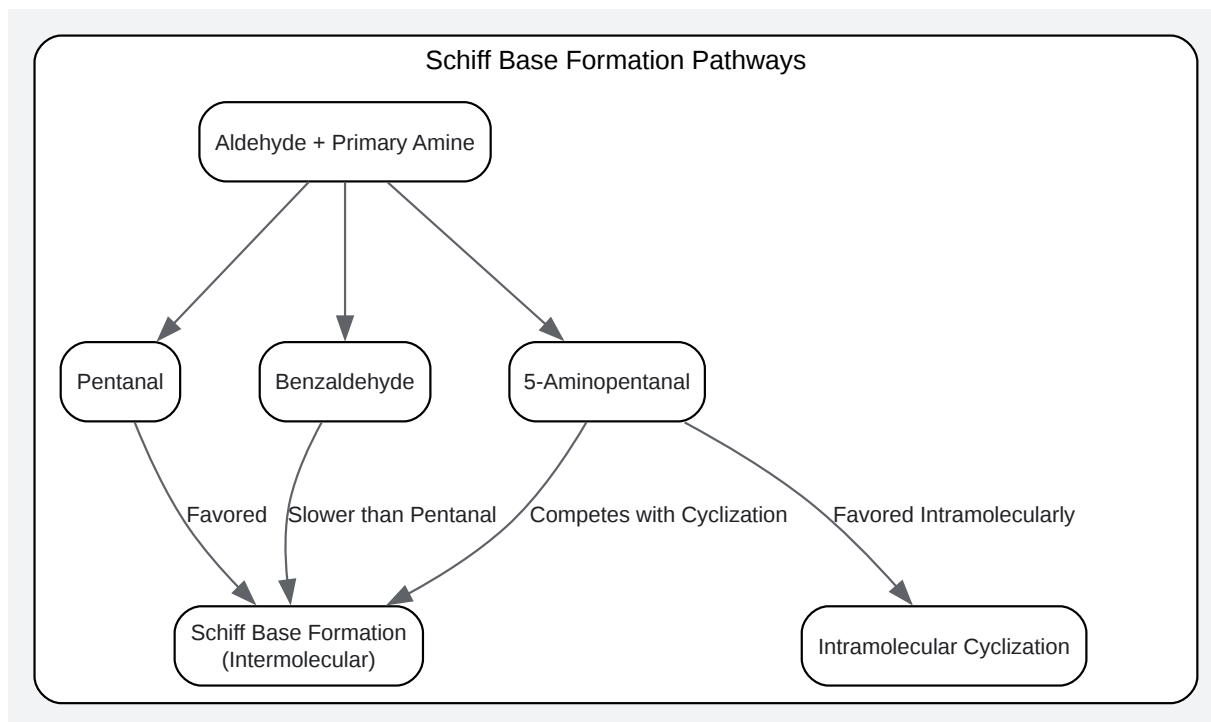 Schiff Base Formation Pathways
Aldehyde + Primary Amine
Pentanal
Benzaldehyde
5-Aminopentanal
Favored
Slower than Pentanal
Competes with Cyclization
Favored Intramolecularly
Schiff Base Formation
(Intermolecular)
Intramolecular Cyclization